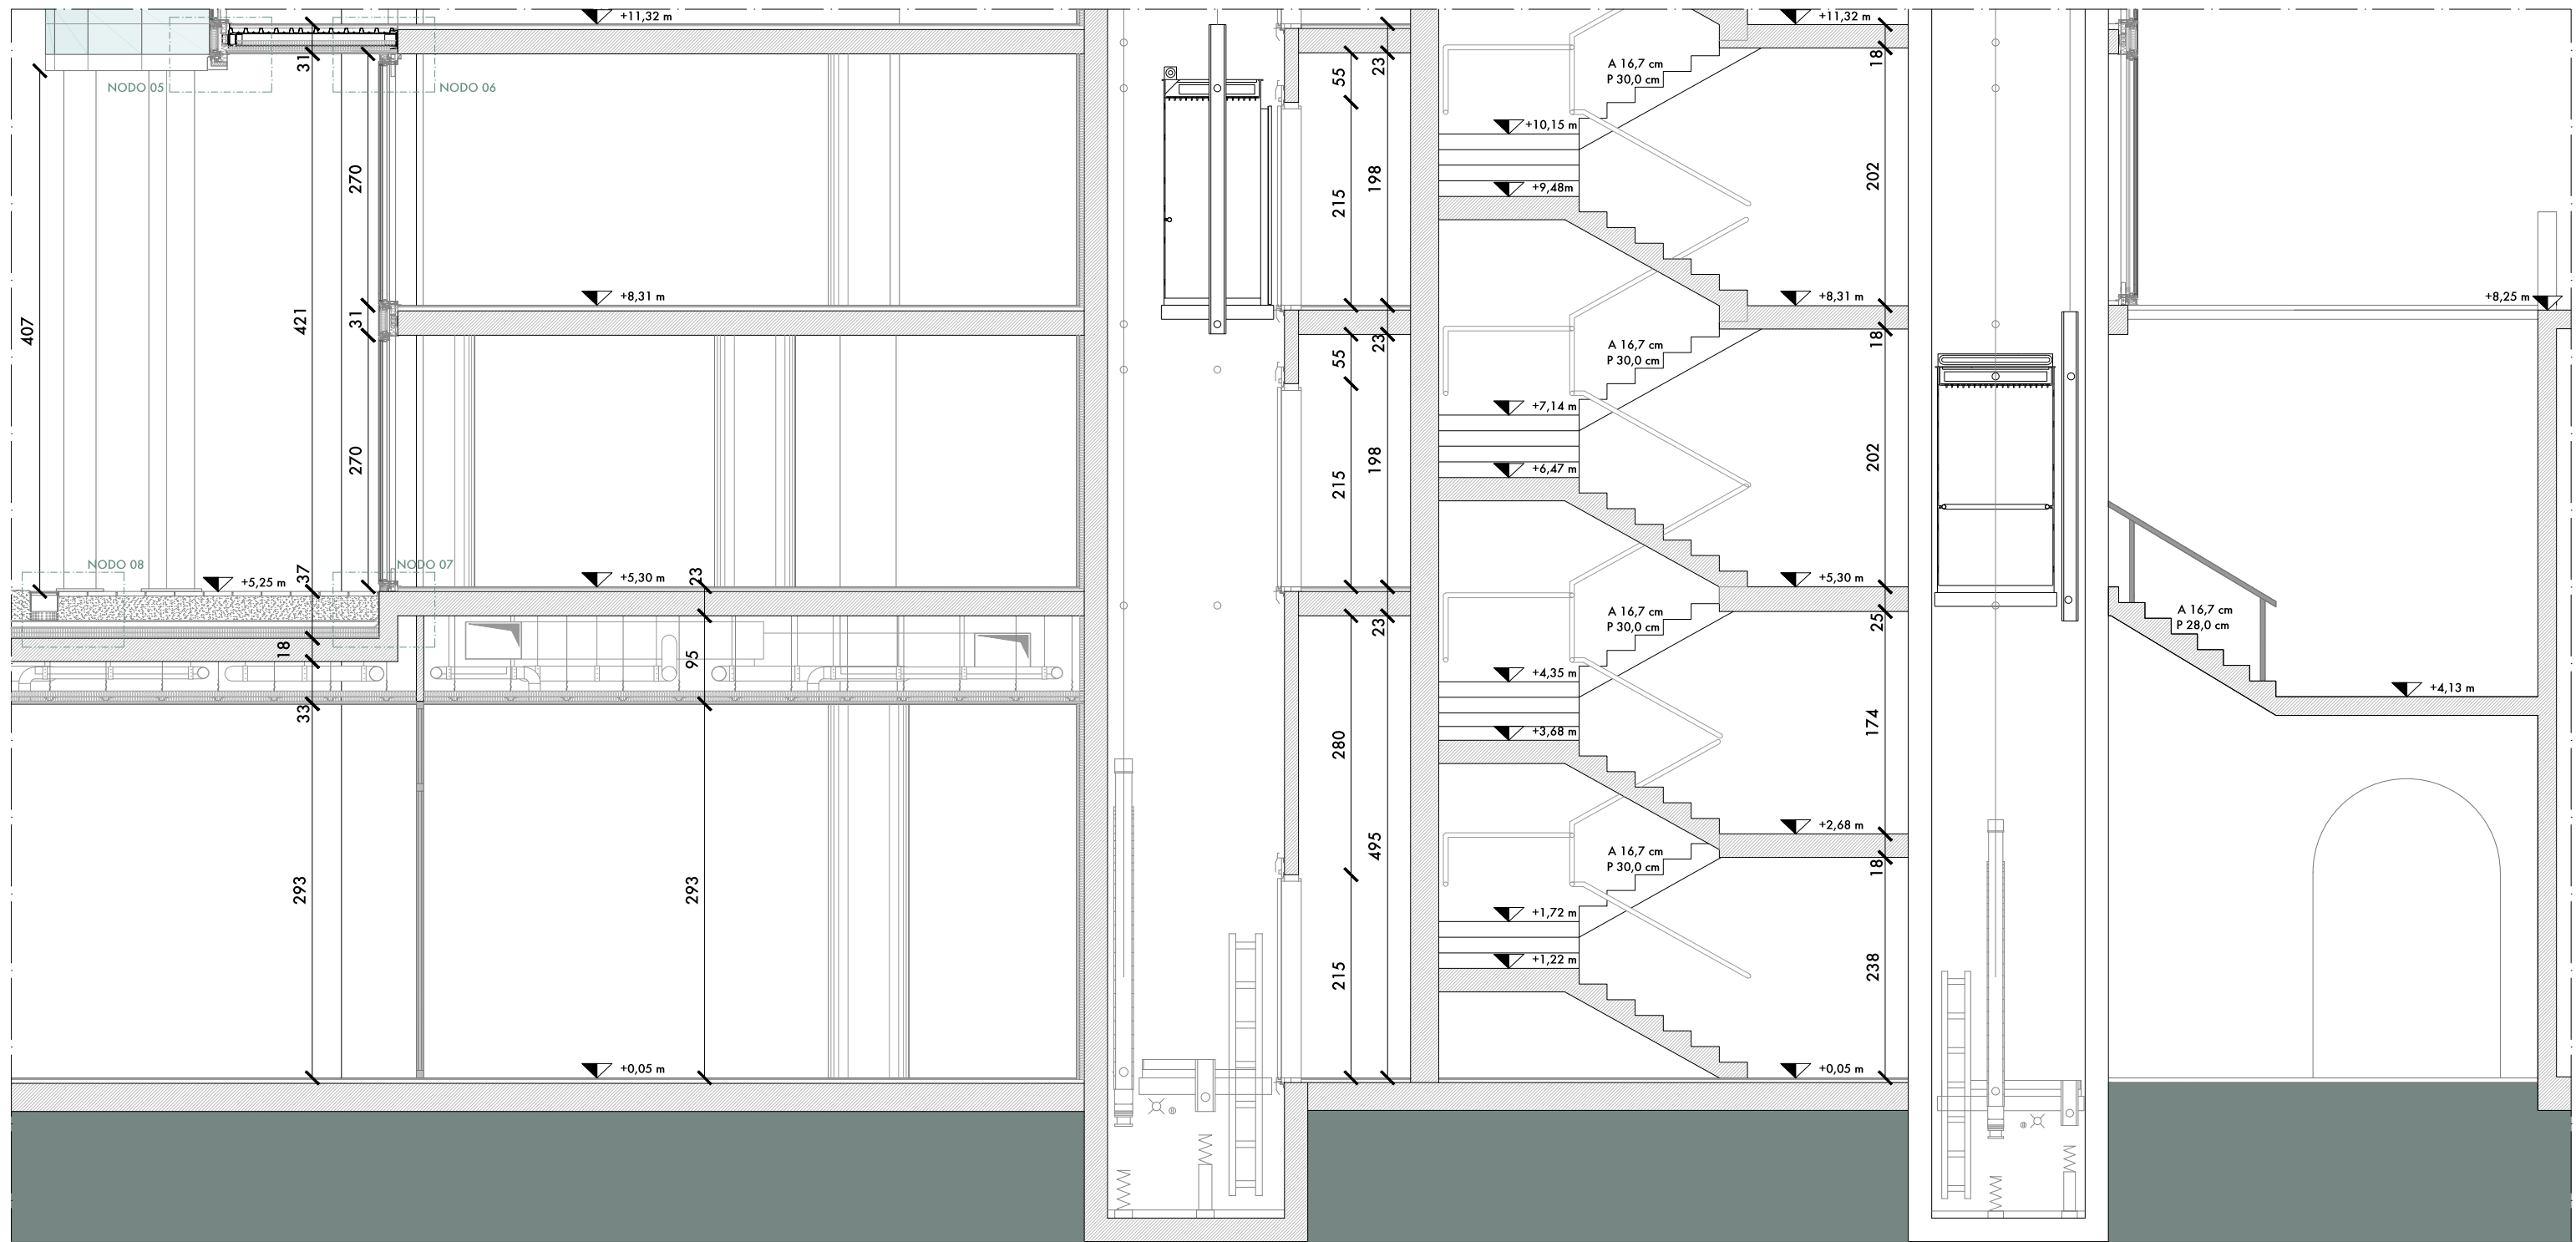 +11,32 m
+11,32 m
31
23
18
55
A 16,7 cm
P 30,0 cm
NODO 05
NODO 06
+10,15 m
270
198
202
+9,48m
215
+8,31 m
+8,31 m
+8,25 m
407
421
31
23
18
55
A 16,7 cm
P 30,0 cm
+7,14 m
270
198
202
+6,47 m
215
NODO 08
NODO 07
+5,25 m
37
+5,30 m
23
+5,30 m
A 16,7 cm
P 30,0 cm
23
25
A 16,7 cm
P 28,0 cm
18
95
+4,35 m
+4,13 m
33
+3,68 m
280
174
+2,68 m
495
A 16,7 cm
P 30,0 cm
18
293
293
+1,72 m
+1,22 m
215
238
+0,05 m
+0,05 m